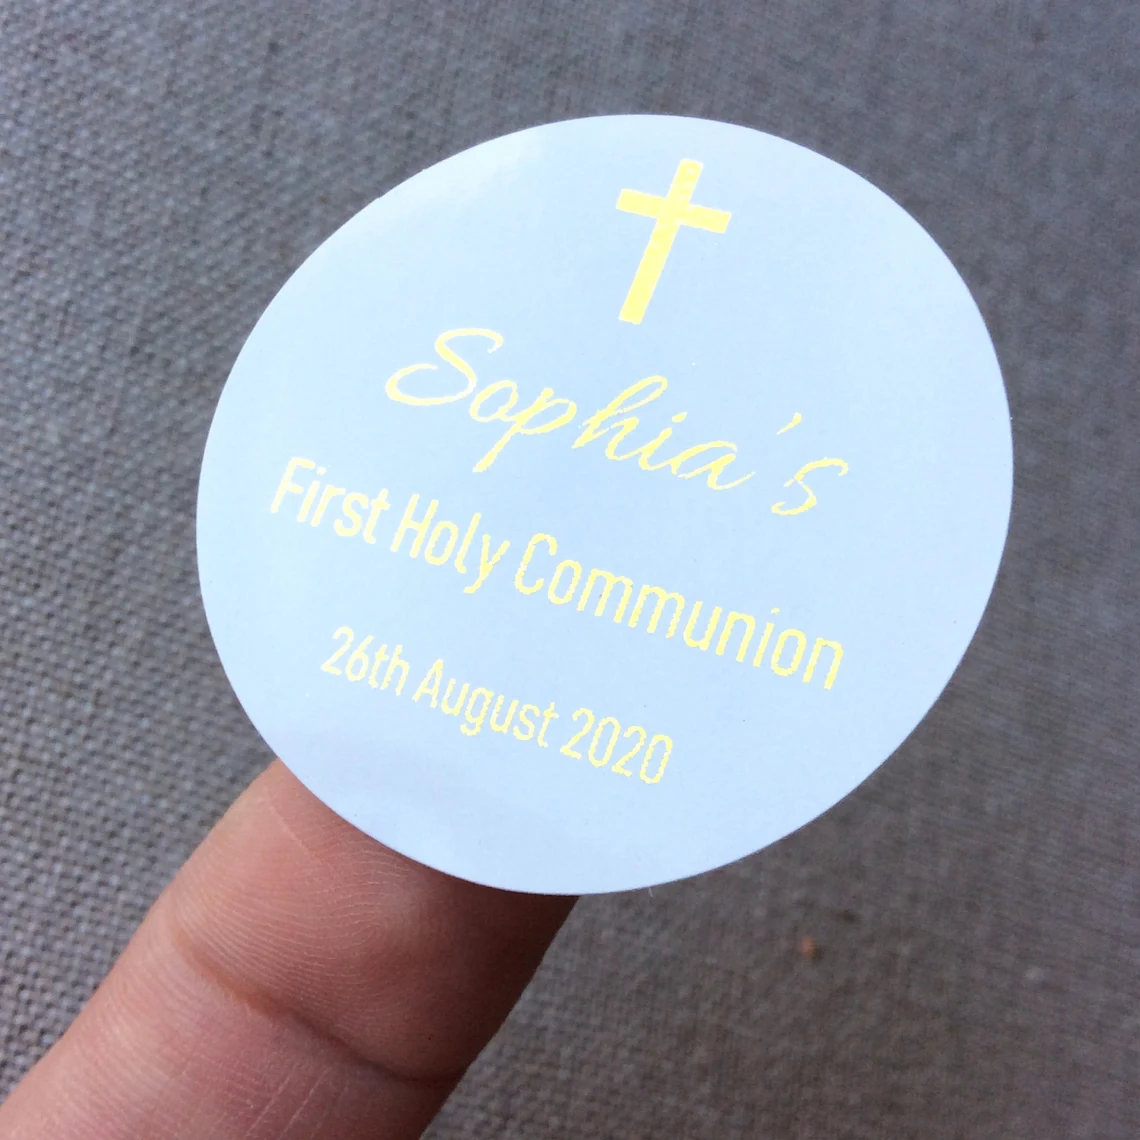 Sophia's
First Holy Communion
26th August 2020